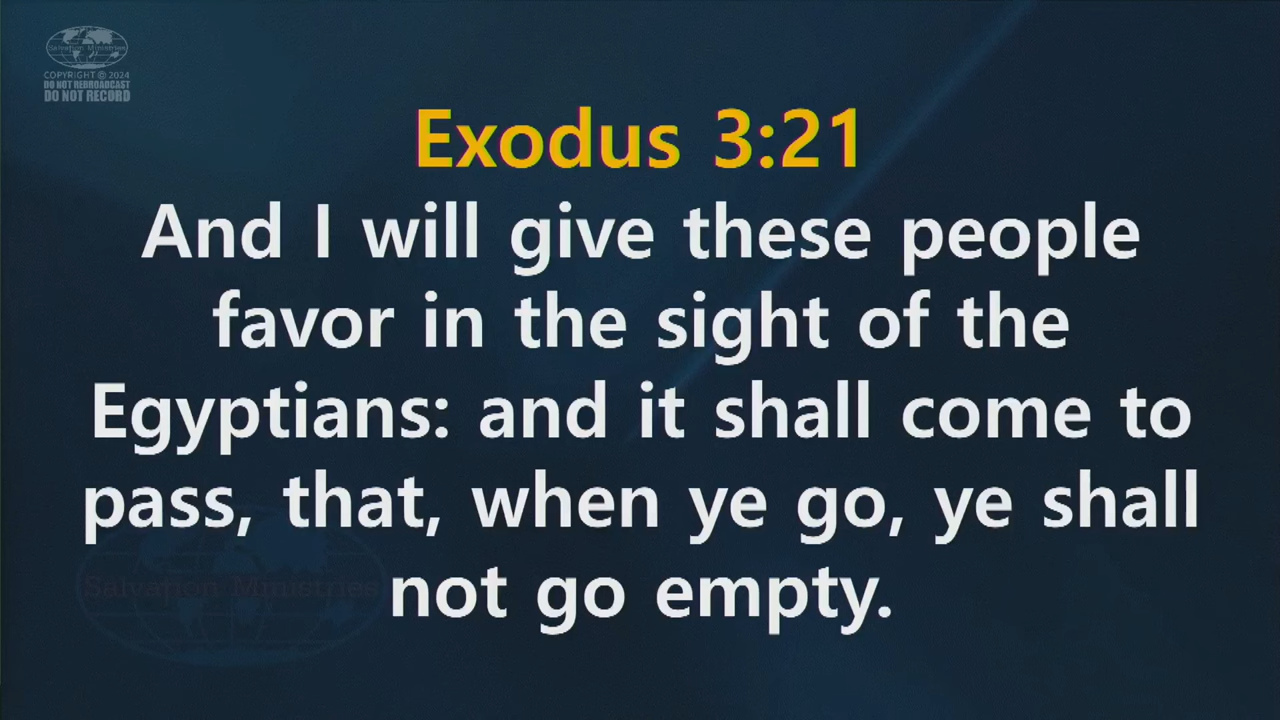 Salvation Ministries
COPYRIGHT © 2024
DO NOT REBROADCAST
DO NOT RECORD
Exodus 3:21
And I will give these people
favor in the sight of the
Egyptians: and it shall come to
pass, that, when ye go, ye shall
not go empty.
Salvation Ministries